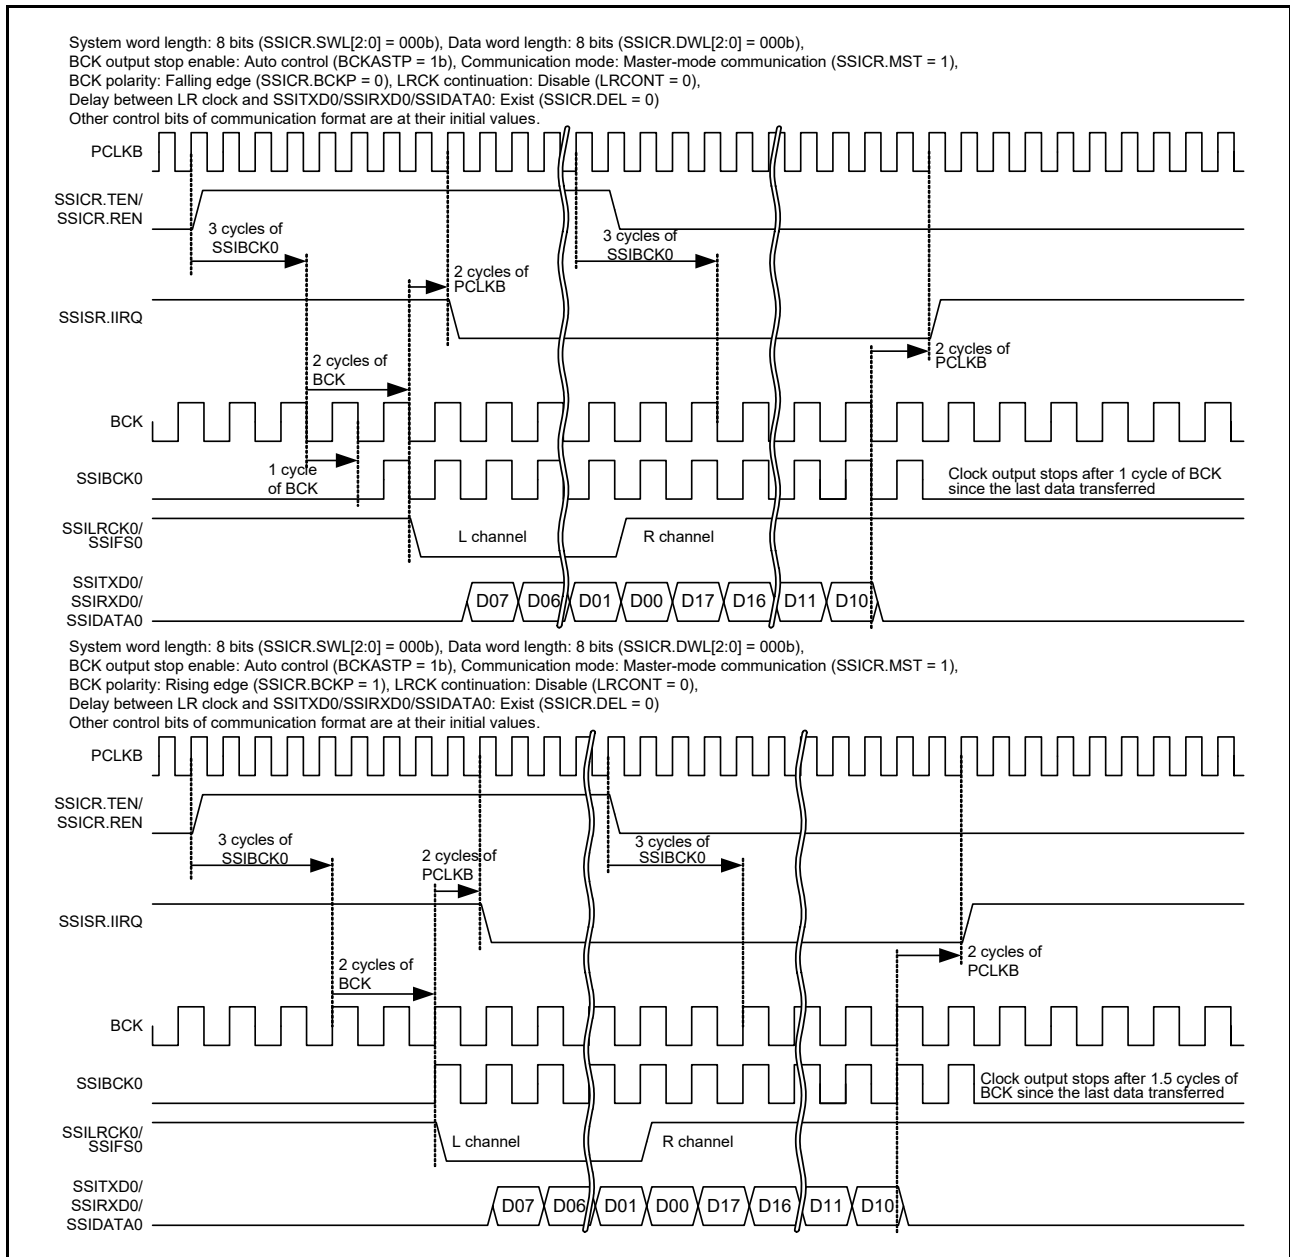 System word length: 8 bits (SSICR.SWL[2:0] = 000b), Data word length: 8 bits (SSICR.DWL[2:0] = 000b),
BCK output stop enable: Auto control (BCKASTP = 1b), Communication mode: Master-mode communication (SSICR.MST = 1),
BCK polarity: Falling edge (SSICR.BCKP = 0), LRCK continuation: Disable (LRCONT = 0),
Delay between LR clock and SSITXD0/SSIRXD0/SSIDATA0: Exist (SSICR.DEL = 0)
Other control bits of communication format are at their initial values.
PCLKB
SSICR.TEN/
SSICR.REN
3 cycles of
SSIBCK0
3 cycles of
SSIBCK0
2 cycles of
PCLKB
SSISR.IIRQ
2 cycles of
PCLKB
2 cycles of
BCK
BCK
1 cycle
of BCK
SSIBCK0
Clock output stops after 1 cycle of BCK
since the last data transferred
SSILRCK0/
SSIFS0
L channel
R channel
SSITXD0/
SSIRXD0/
SSIDATA0
D07 D06 D01 D00 D17 D16 D11 D10
System word length: 8 bits (SSICR.SWL[2:0] = 000b), Data word length: 8 bits (SSICR.DWL[2:0] = 000b),
BCK output stop enable: Auto control (BCKASTP = 1b), Communication mode: Master-mode communication (SSICR.MST = 1),
BCK polarity: Rising edge (SSICR.BCKP = 1), LRCK continuation: Disable (LRCONT = 0),
Delay between LR clock and SSITXD0/SSIRXD0/SSIDATA0: Exist (SSICR.DEL = 0)
Other control bits of communication format are at their initial values.
PCLKB
SSICR.TEN/
SSICR.REN
3 cycles of
SSIBCK0
2 cycles of
PCLKB
3 cycles of
SSIBCK0
SSISR.IIRQ
2 cycles of
PCLKB
2 cycles of
BCK
BCK
SSIBCK0
Clock output stops after 1.5 cycles of
BCK since the last data transferred
SSILRCK0/
SSIFS0
L channel
R channel
SSITXD0/
SSIRXD0/
SSIDATA0
D07 D06 D01 D00 D17 D16 D11 D10